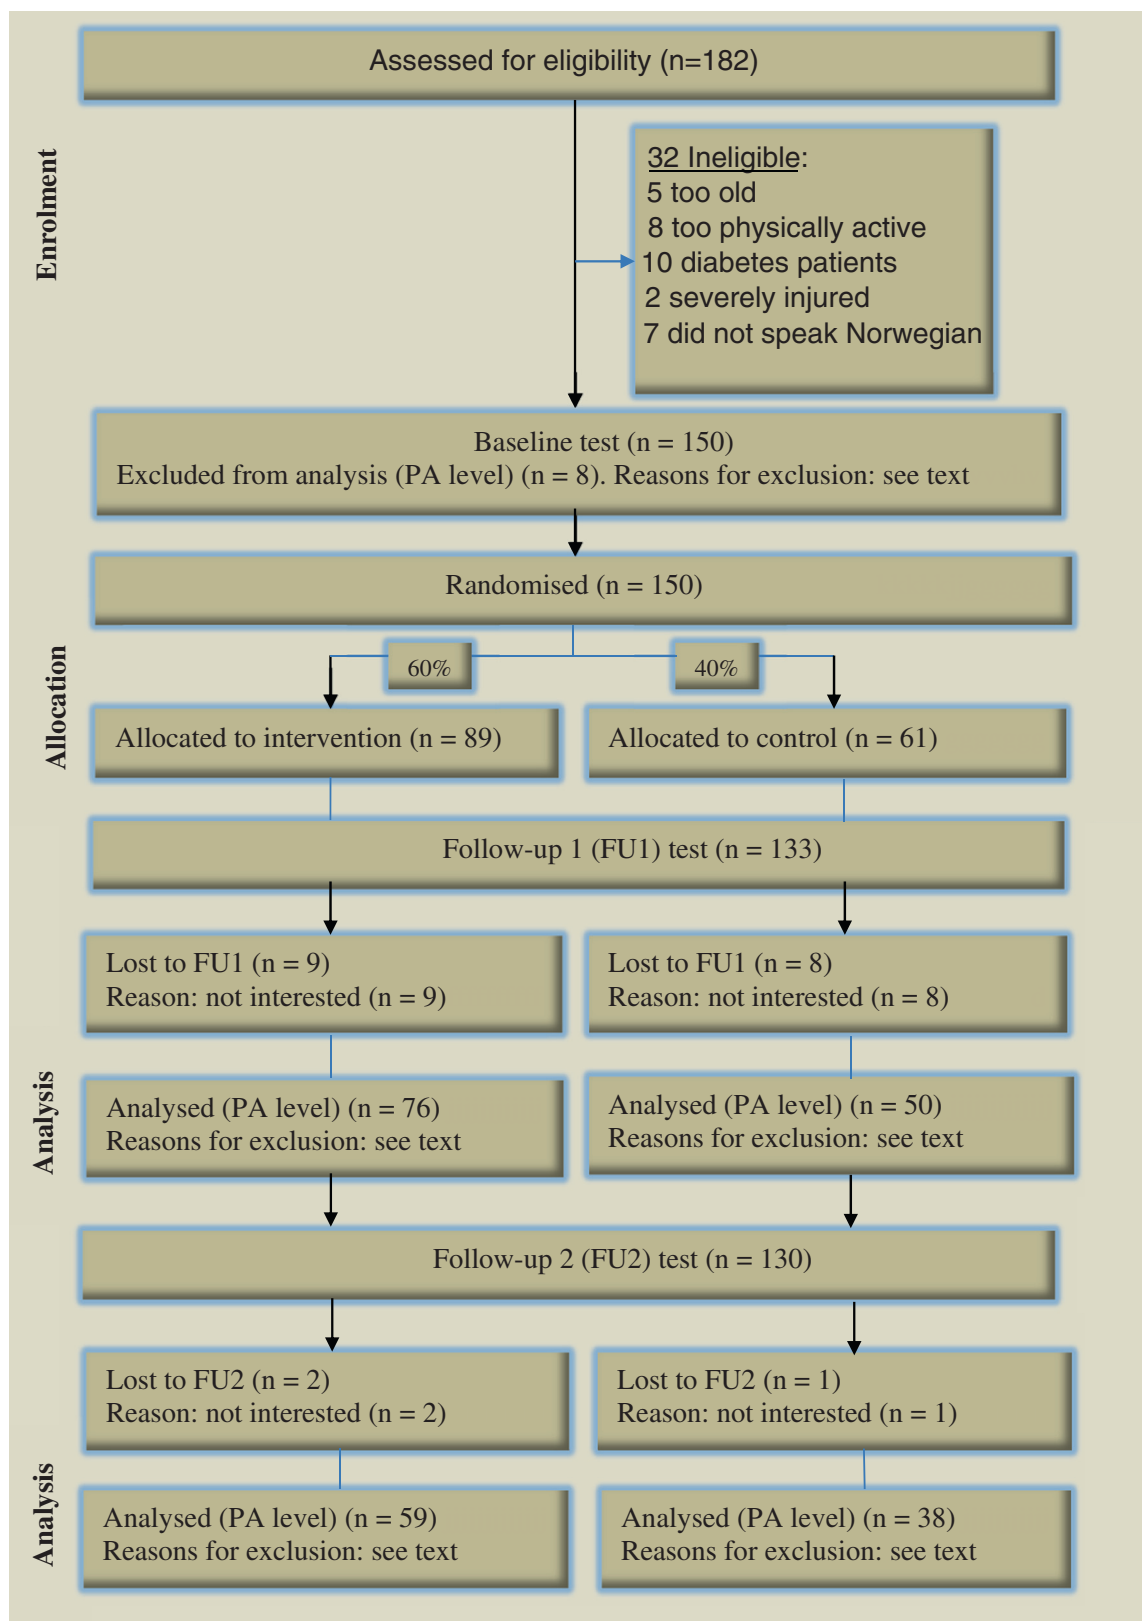 Assessed for eligibility (n=182)
Enrolment
32 Ineligible:
5 too old
8 too physically active
10 diabetes patients
2 severely injured
7 did not speak Norwegian
Baseline test (n = 150)
Excluded from analysis (PA level) (n = 8). Reasons for exclusion: see text
Randomised (n = 150)
Allocation
60%
40%
Allocated to intervention (n = 89)
Allocated to control (n = 61)
Follow-up 1 (FU1) test (n = 133)
Lost to FU1 (n = 9)
Reason: not interested (n = 9)
Lost to FU1 (n = 8)
Reason: not interested (n = 8)
Analysis
Analysed (PA level) (n = 76)
Reasons for exclusion: see text
Analysed (PA level) (n = 50)
Reasons for exclusion: see text
Follow-up 2 (FU2) test (n = 130)
Lost to FU2 (n = 2)
Reason: not interested (n = 2)
Lost to FU2 (n = 1)
Reason: not interested (n = 1)
Analysis
Analysed (PA level) (n = 59)
Reasons for exclusion: see text
Analysed (PA level) (n = 38)
Reasons for exclusion: see text